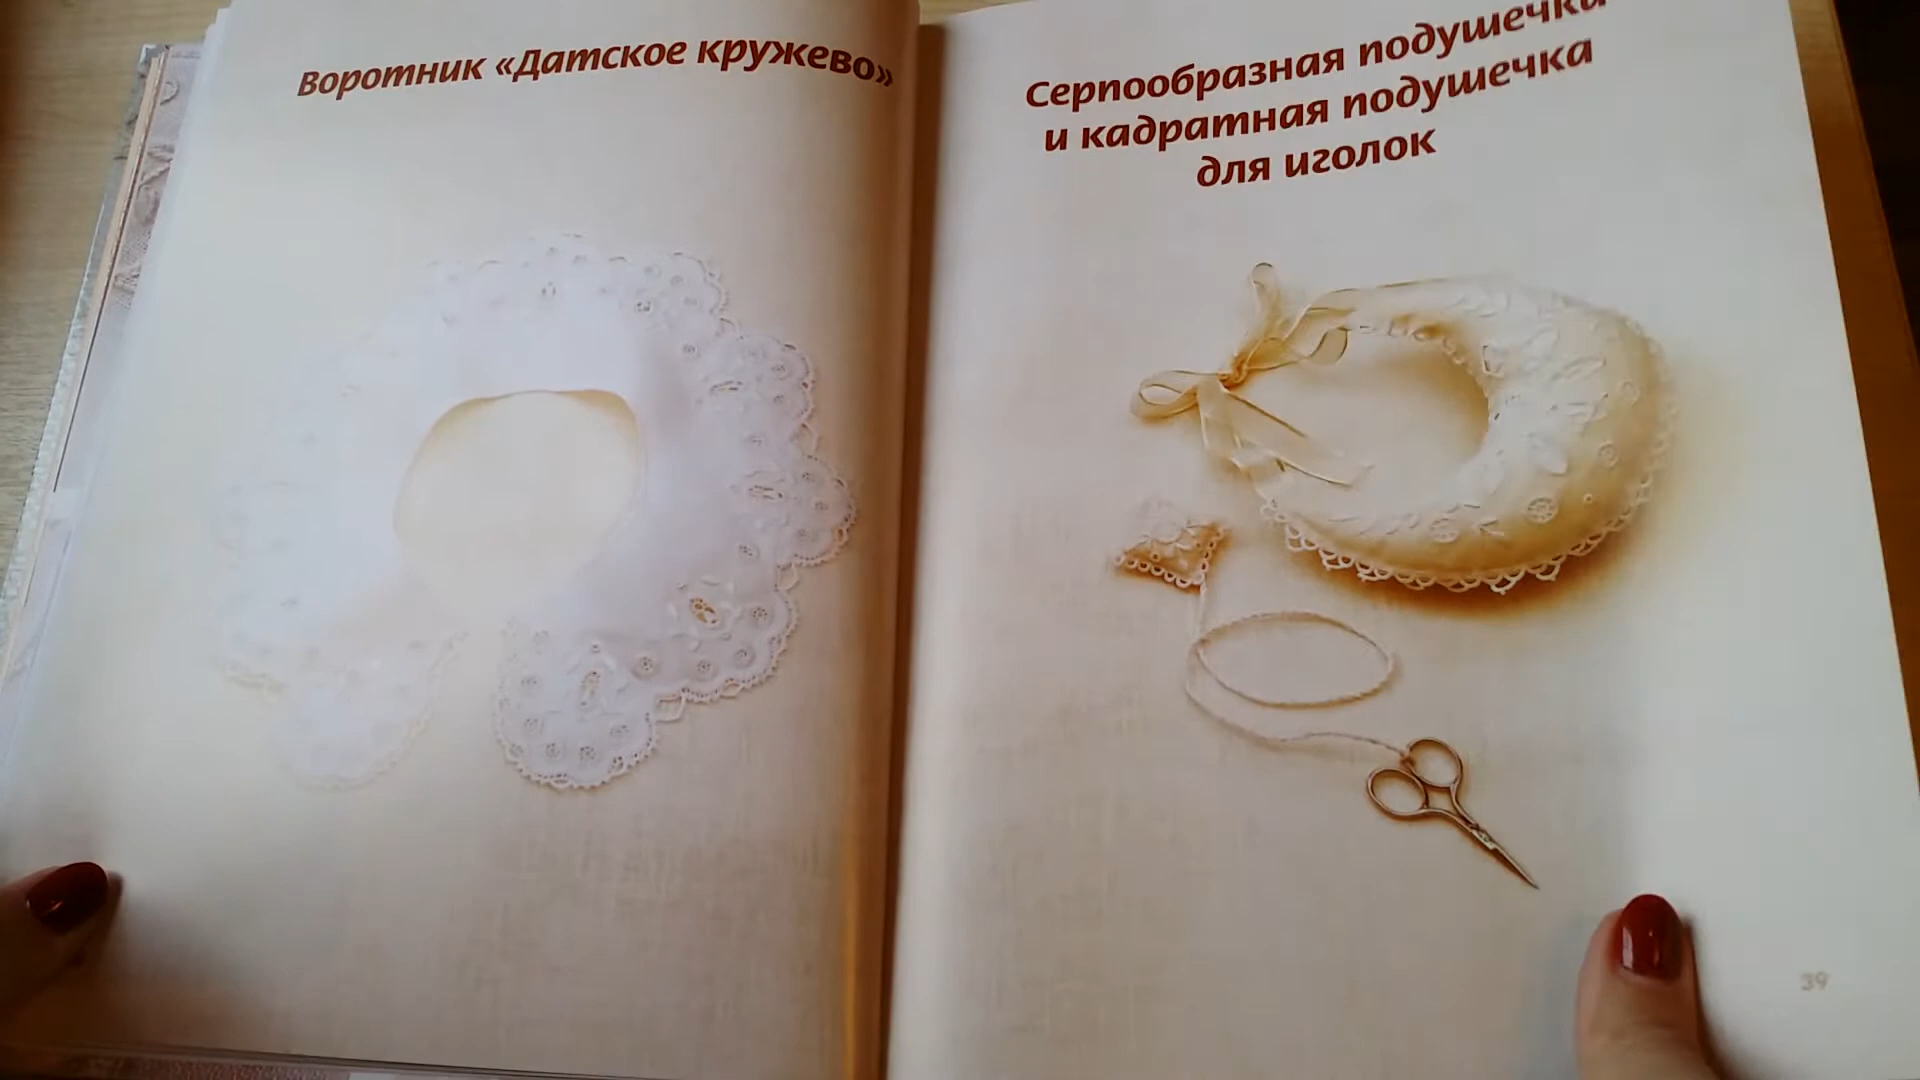 Воротник «Датское кружево»
Серпообразная подушечка
и кадратная подушечка
для иголок
39